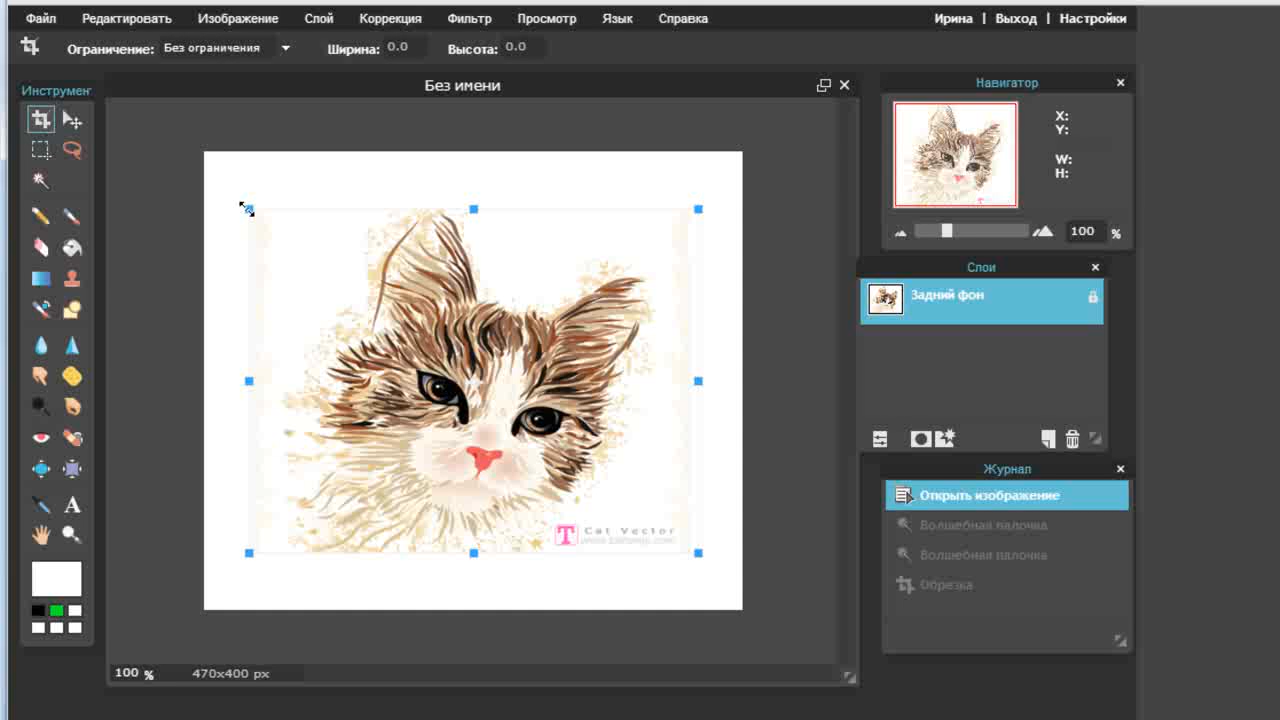 Файл Редактировать Изображение Слой Коррекция Фильтр Просмотр Язык Справка Ирина | Выход | Настройки
Ограничение: Без ограничения Ширина: 0.0 Высота: 0.0
Инструмент
Без имени
Навигатор
X:
Y:
W:
H:
100 %
Слои
Задний фон
Журнал
Открыть изображение
Волшебная палочка
Волшебная палочка
Обрезка
A
T Cat Vector
100 % 470x400 px